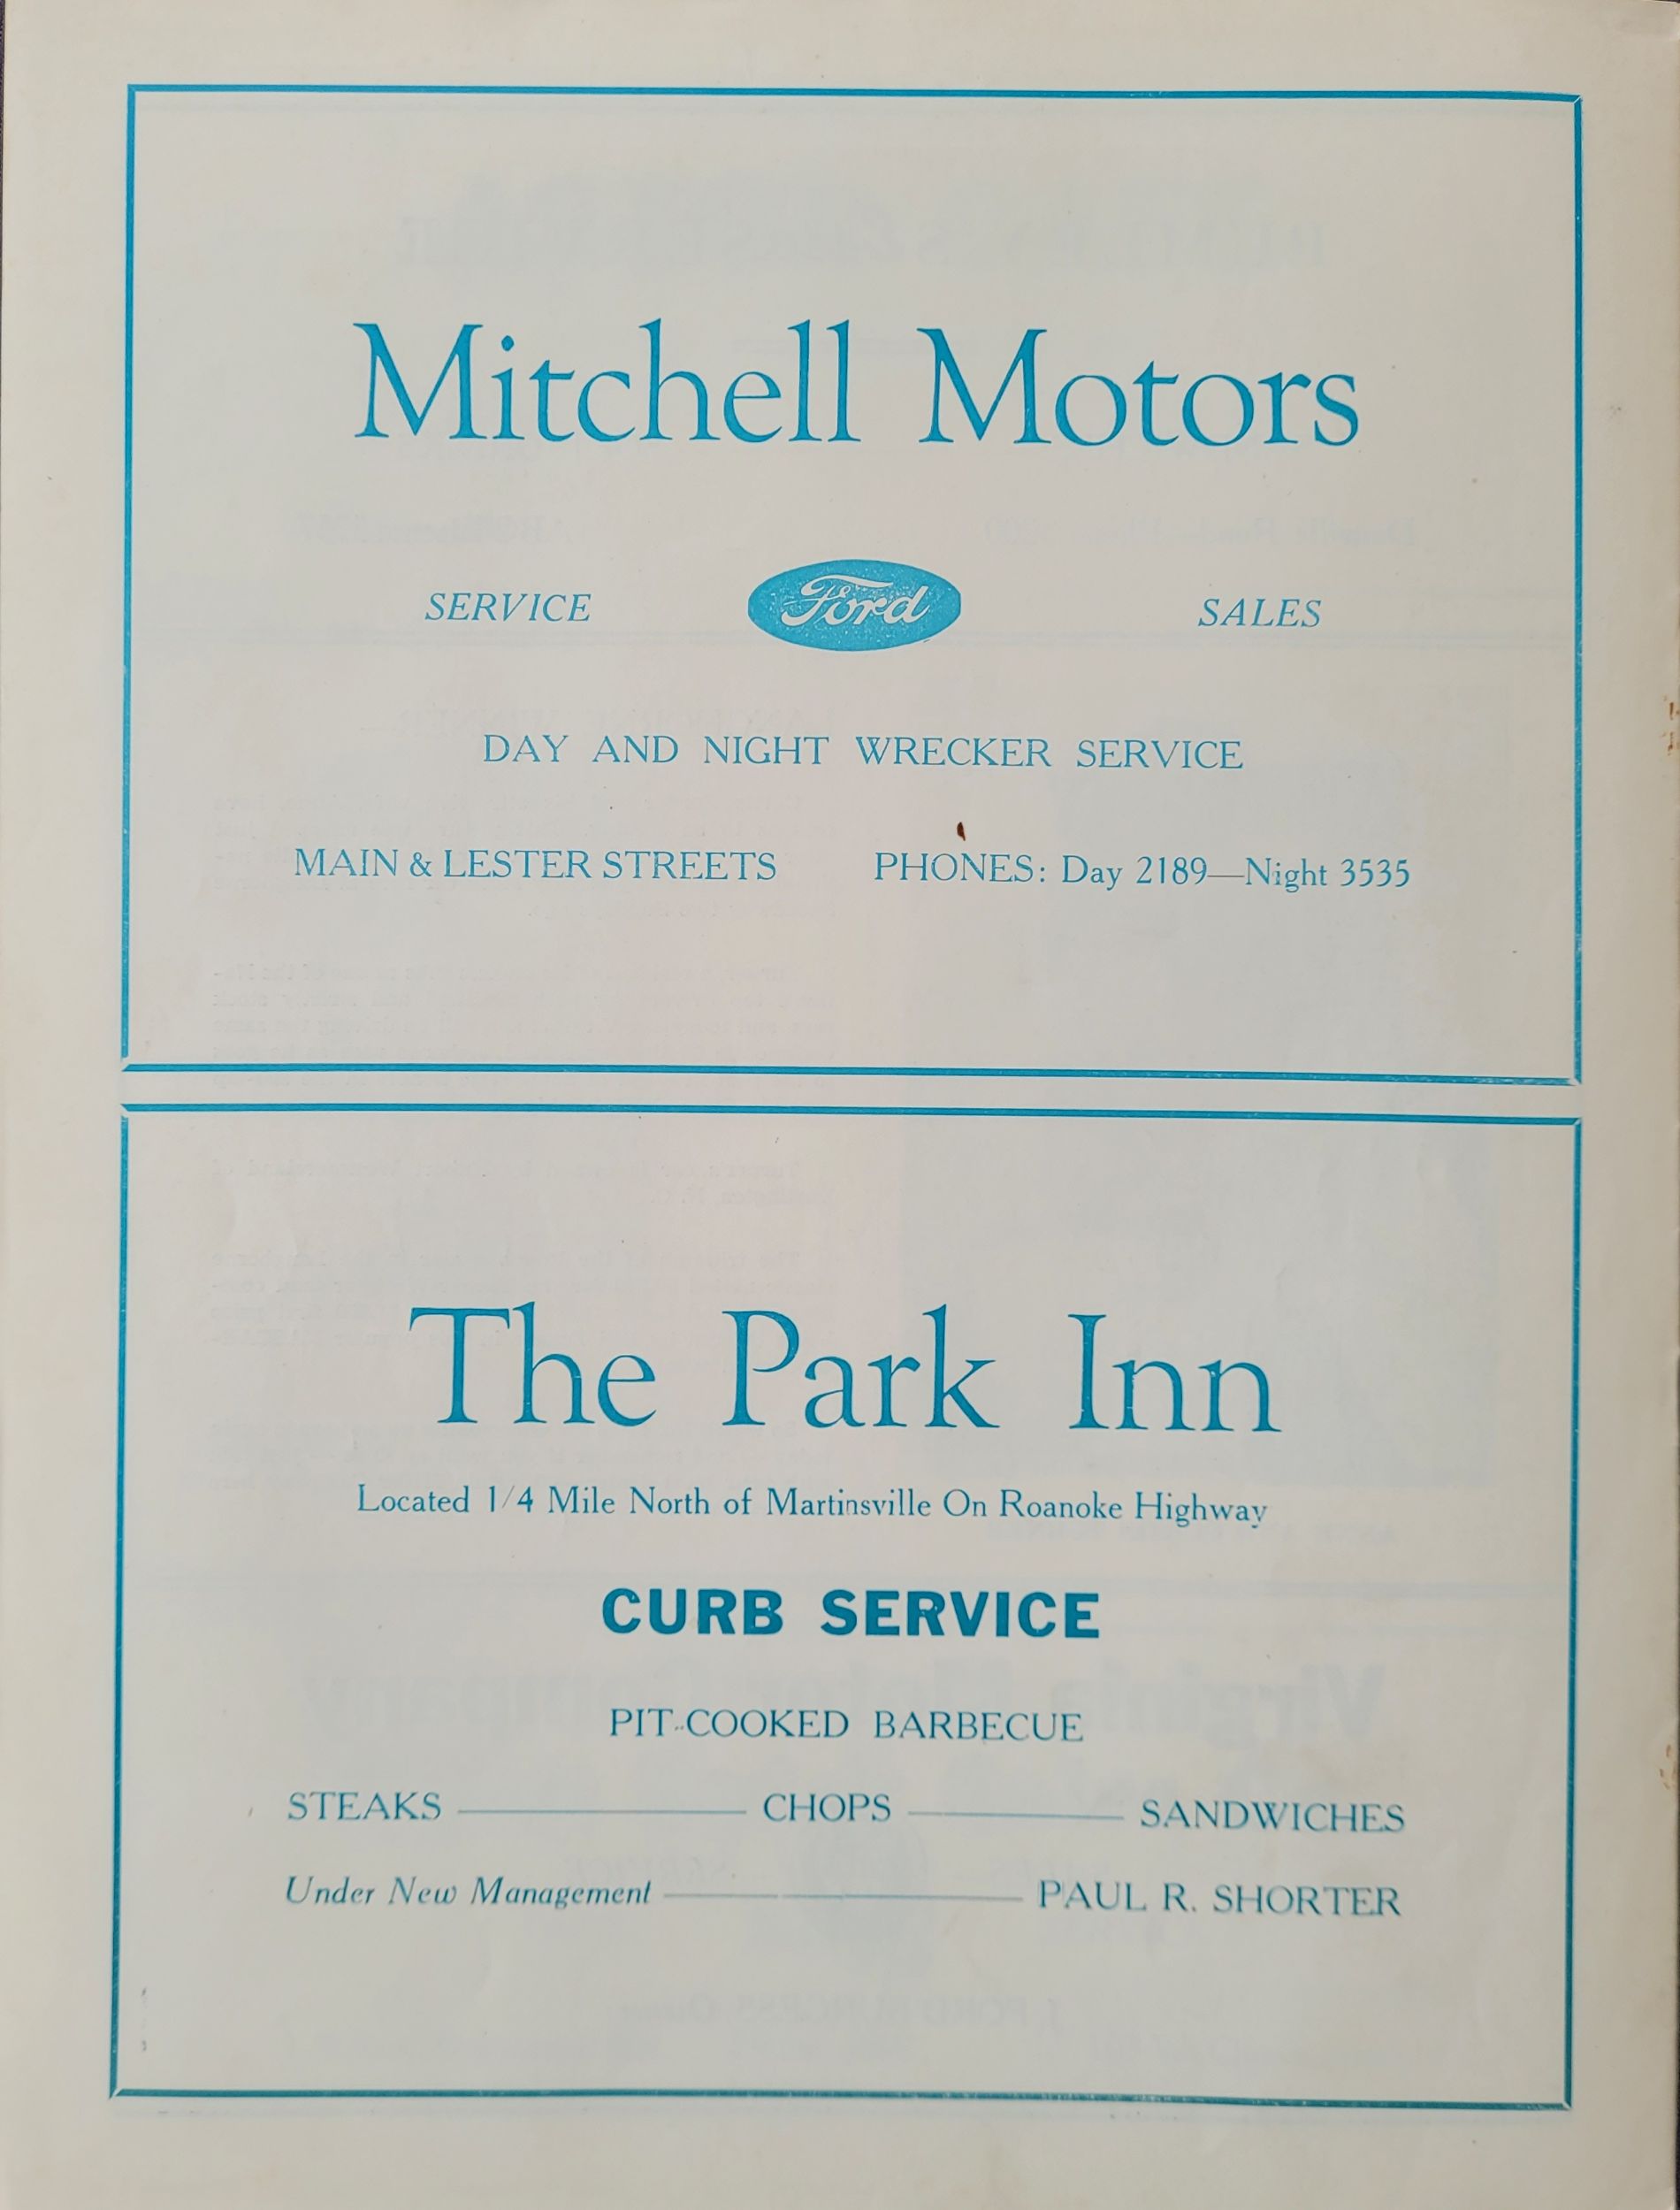 Mitchell Motors
SERVICE Ford SALES
DAY AND NIGHT WRECKER SERVICE
MAIN & LESTER STREETS PHONES: Day 2189—Night 3535
The Park Inn
Located 1/4 Mile North of Martinsville On Roanoke Highway
CURB SERVICE
PIT-COOKED BARBECUE
STEAKS — CHOPS — SANDWICHES
Under New Management — PAUL R. SHORTER